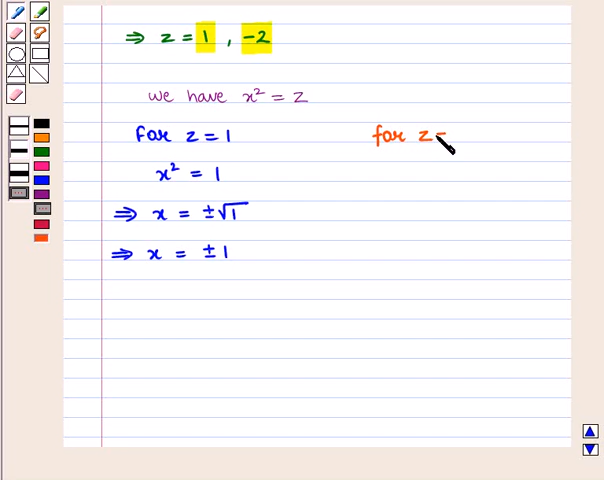 ⇒ z = 1 , -2
we have x² = z
For z = 1
for z =
x² = 1
⇒ x = ±√1
⇒ x = ± 1